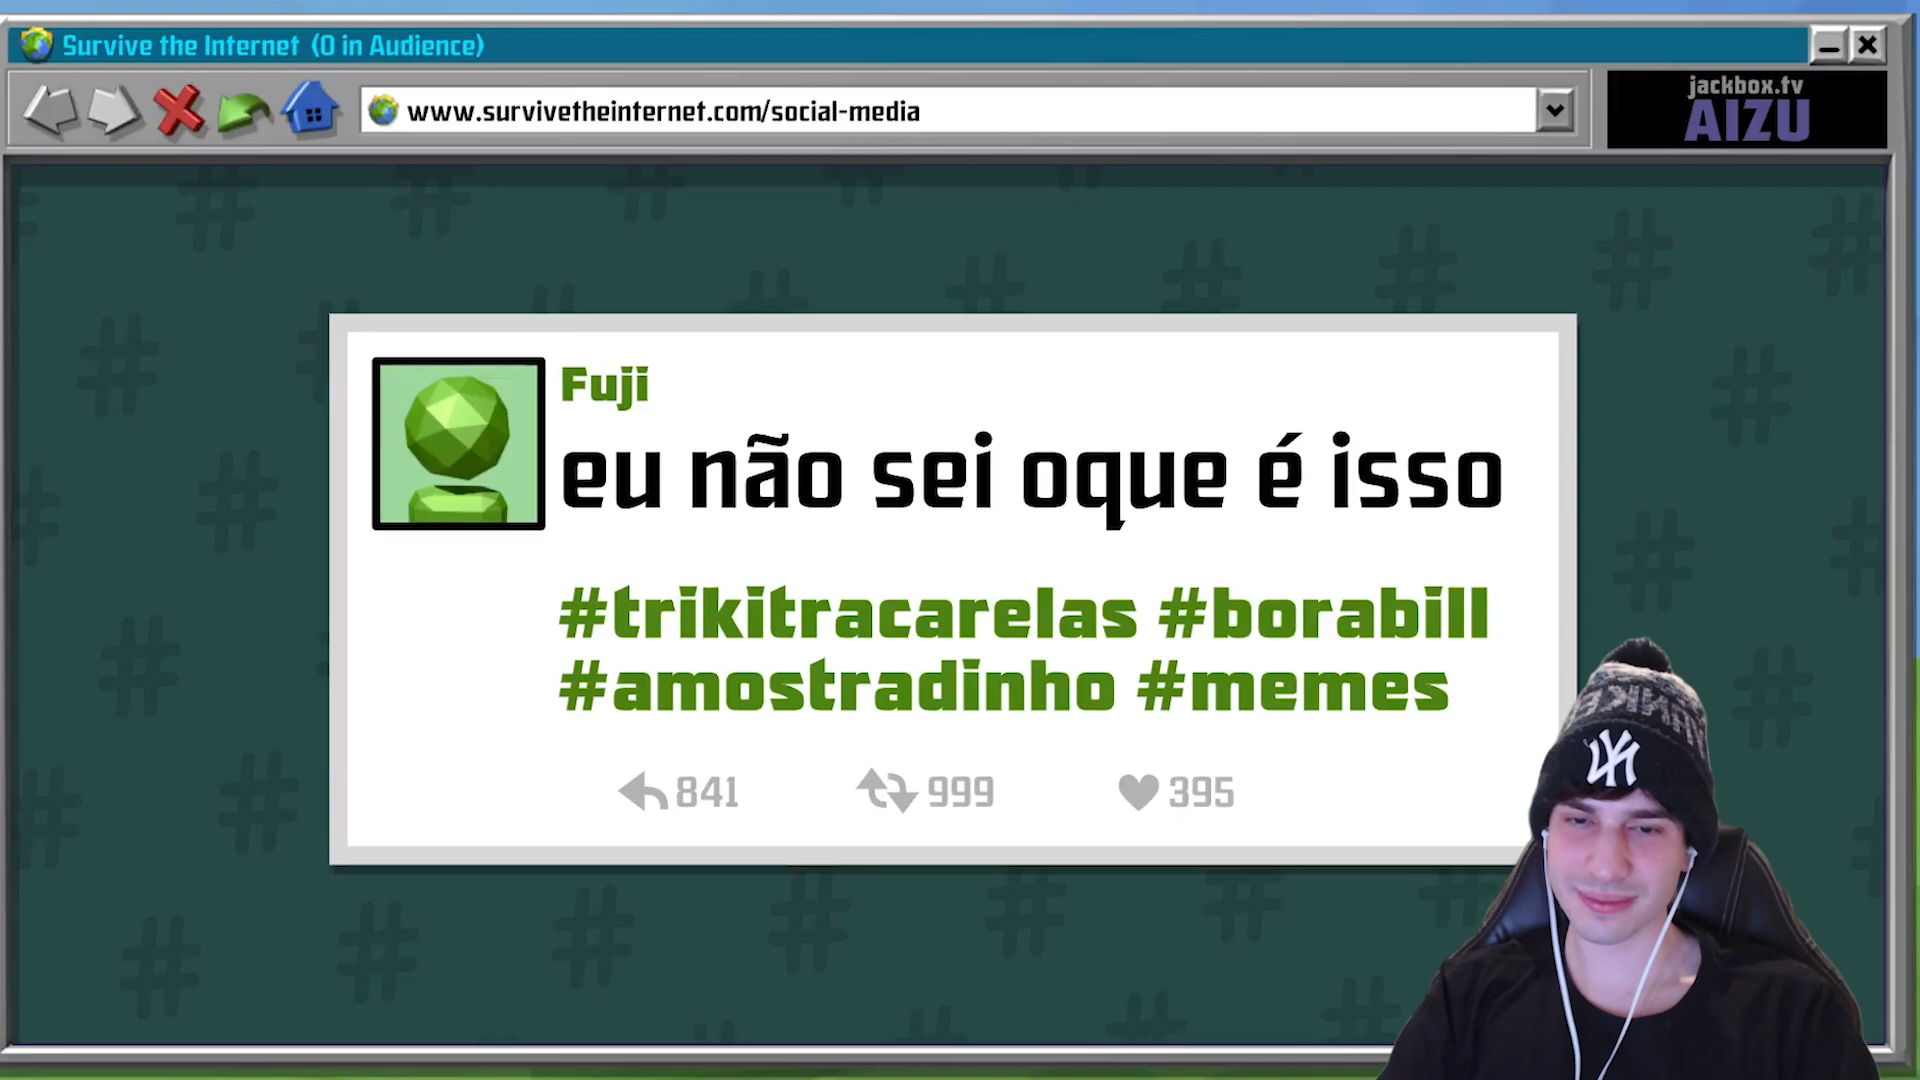 Survive the Internet (0 in Audience)
www.survivetheinternet.com/social-media
jackbox.tv
AIZU
Fuji
eu não sei oque é isso
#trikitracarelas #borabill
#amostradinho #memes
841 999 395
NY